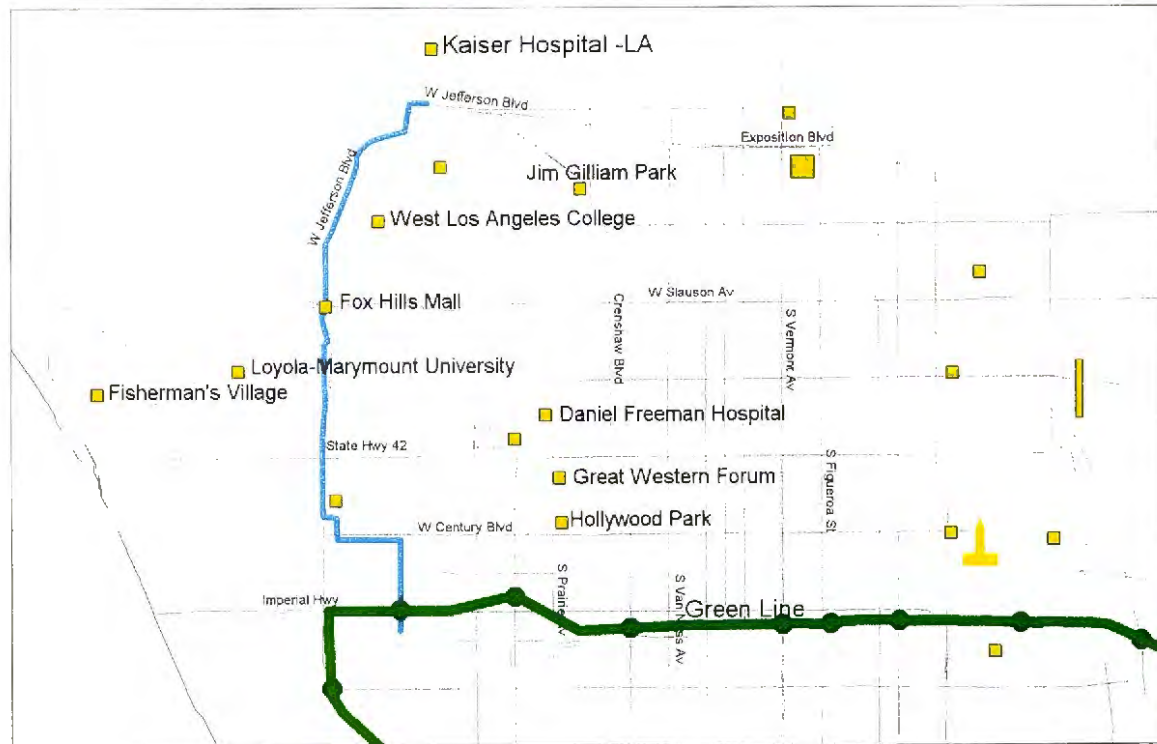 Kaiser Hospital -LA
W Jefferson Blvd
Exposition Blvd
W Jefferson Blvd
Jim Gilliam Park
West Los Angeles College
W Slauson Av
Fox Hills Mall
Crenshaw Blvd
S Vermont Av
Loyola-Marymount University
Fisherman's Village
Daniel Freeman Hospital
State Hwy 42
S Figueroa St
Great Western Forum
Hollywood Park
W Century Blvd
S Prairie Av
S Van Ness Av
Imperial Hwy
Green Line